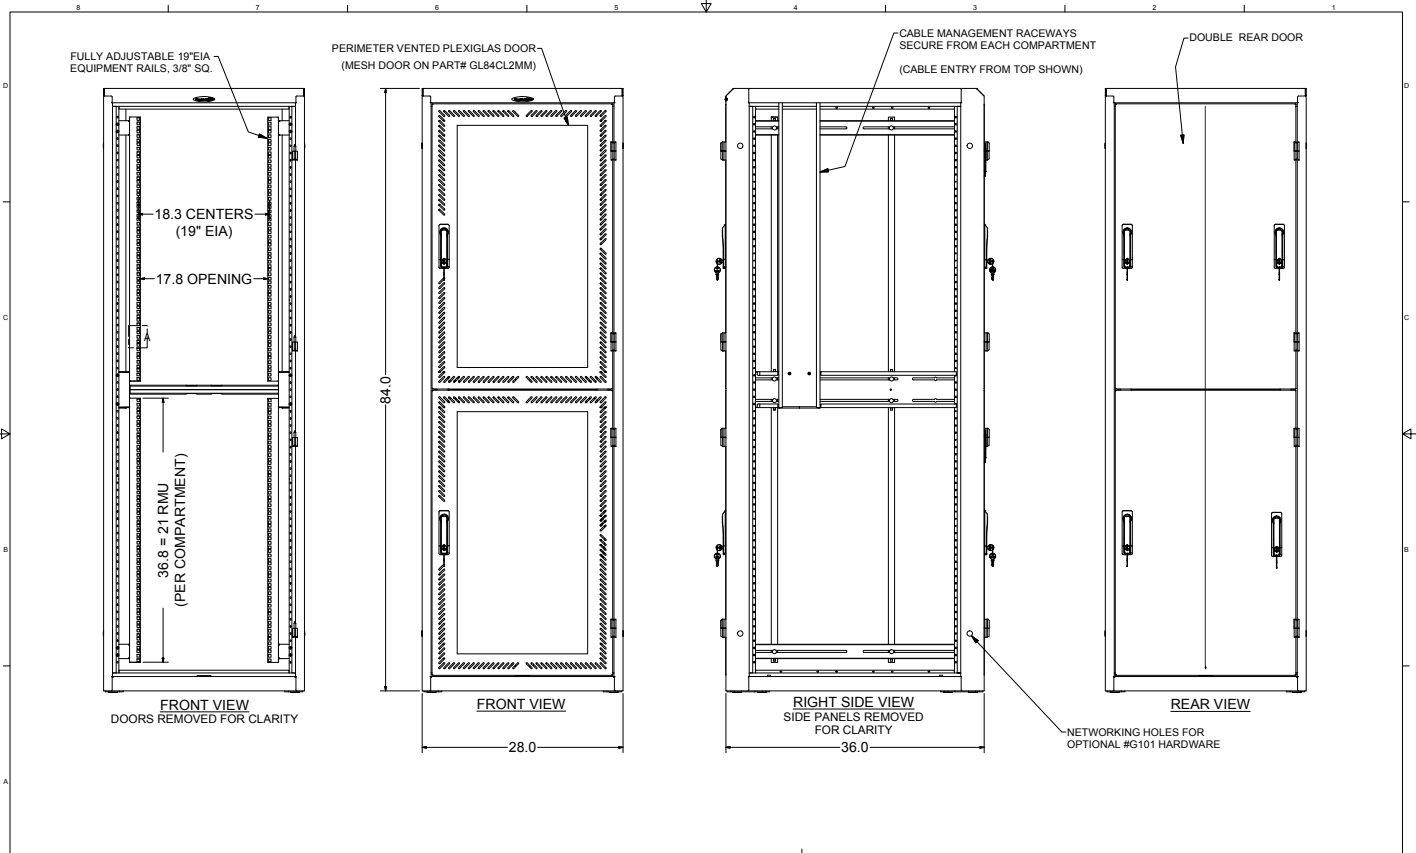 8 7 6 5 4 3 2 1
D
D
FULLY ADJUSTABLE 19"EIA
EQUIPMENT RAILS, 3/8" SQ.
PERIMETER VENTED PLEXIGLAS DOOR
(MESH DOOR ON PART# GL84CL2MM)
CABLE MANAGEMENT RACEWAYS
SECURE FROM EACH COMPARTMENT
(CABLE ENTRY FROM TOP SHOWN)
DOUBLE REAR DOOR
18.3 CENTERS
(19" EIA)
17.8 OPENING
C
C
A
84.0
36.8 = 21 RMU
(PER COMPARTMENT)
B
B
FRONT VIEW
DOORS REMOVED FOR CLARITY
FRONT VIEW
28.0
RIGHT SIDE VIEW
SIDE PANELS REMOVED
FOR CLARITY
36.0
REAR VIEW
NETWORKING HOLES FOR
OPTIONAL #G101 HARDWARE
A